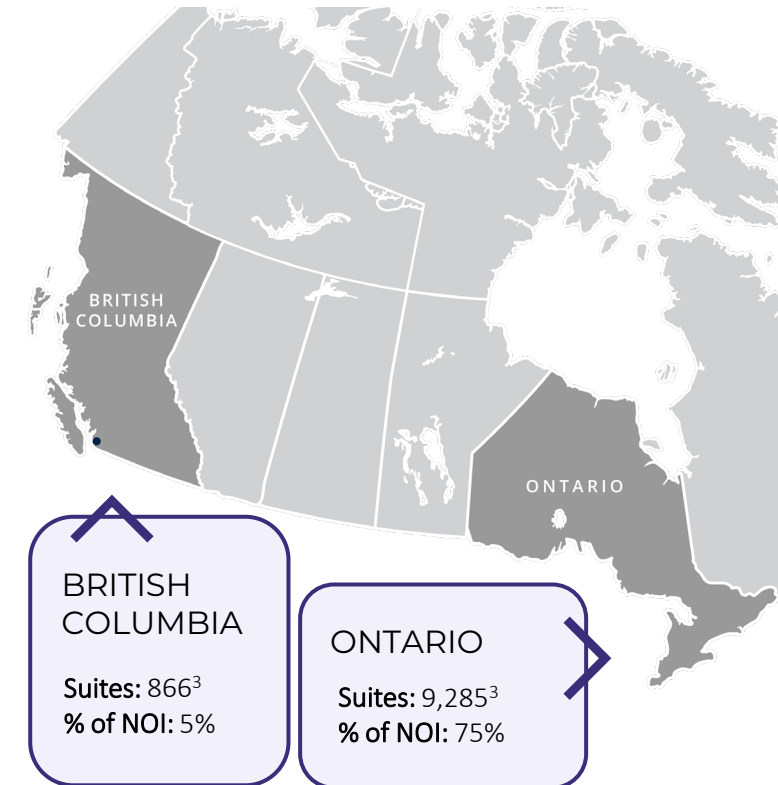 BRITISH
COLUMBIA
ONTARIO
BRITISH
COLUMBIA
Suites: 866³
% of NOI: 5%
ONTARIO
Suites: 9,285³
% of NOI: 75%